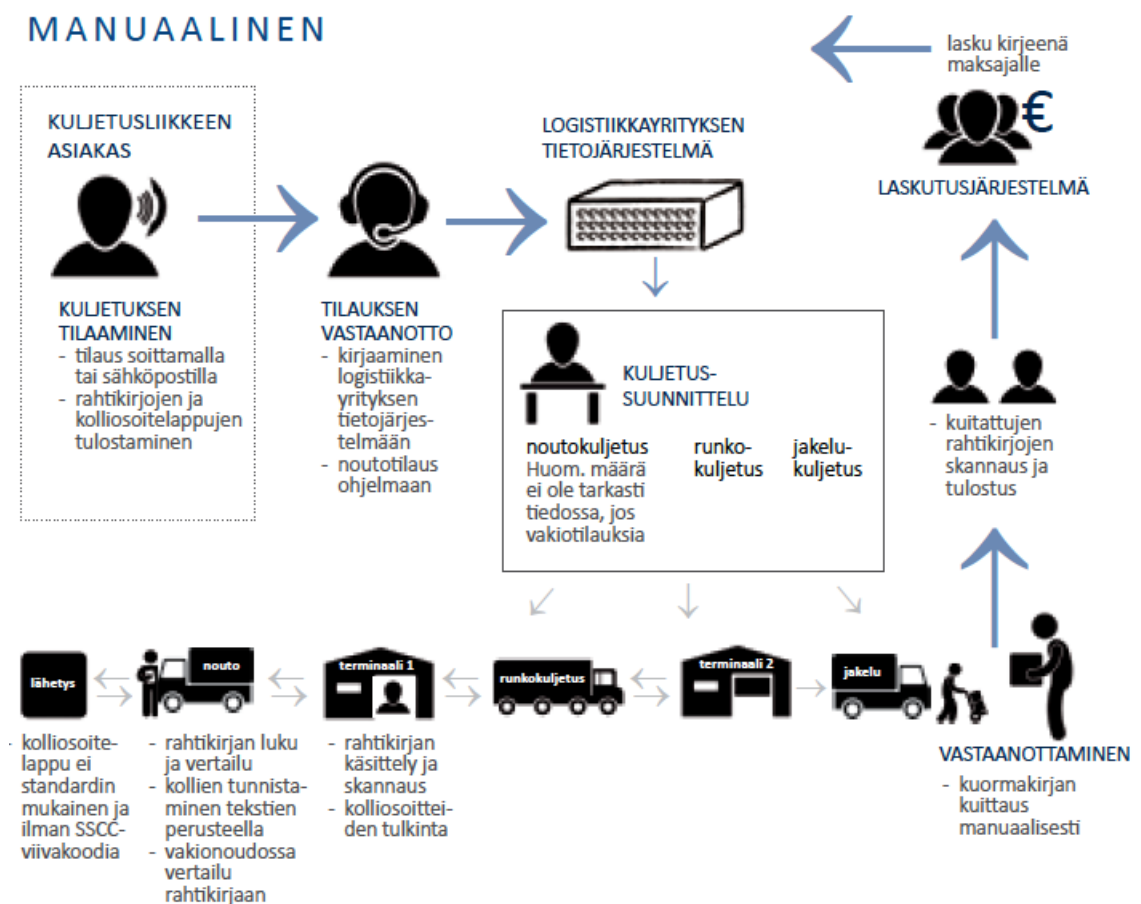 MANUAALINEN
KULJETUSLIIKKEEN
ASIAKAS
KULJETUKSEN
TILAAMINEN
- tilaus soittamalla
tai sähköpostilla
- rahtikirjojen ja
kolliosoitelappujen
tulostaminen
TILAUKSEN
VASTAANOTTO
- kirjaaminen
logistiikka-
yrityksen
tietojärjes-
telmään
- noutotilaus
ohjelmaan
LOGISTIIKKAYRITYKSEN
TIETOJÄRJESTELMÄ
KULJETUS-
SUUNNITTELU
noutokuljetus
Huom. määrä
ei ole tarkasti
tiedossa, jos
vakiotilauksia
runko-
kuljetus
jakelu-
kuljetus
lasku kirjeenä
maksajalle
€
LASKUTUSJÄRJESTELMÄ
- kuitattujen
rahtikirjojen
skannaus ja
tulostus
lähetys
nouto
terminaali 1
runkokuljetus
terminaali 2
jakelu
- kolliosoite-
lappu ei
standardin
mukainen ja
ilman SSCC-
viivakoodia
- rahtikirjan luku
ja vertailu
- kollien tunnista-
minen tekstien
perusteella
- vakionoudossa
vertailu
rahtikirjaan
- rahtikirjan
käsittely ja
skannaus
- kolliosoittei-
den tulkinta
VASTAANOTTAMINEN
- kuormakirjan
kuittaus
manuaalisesti